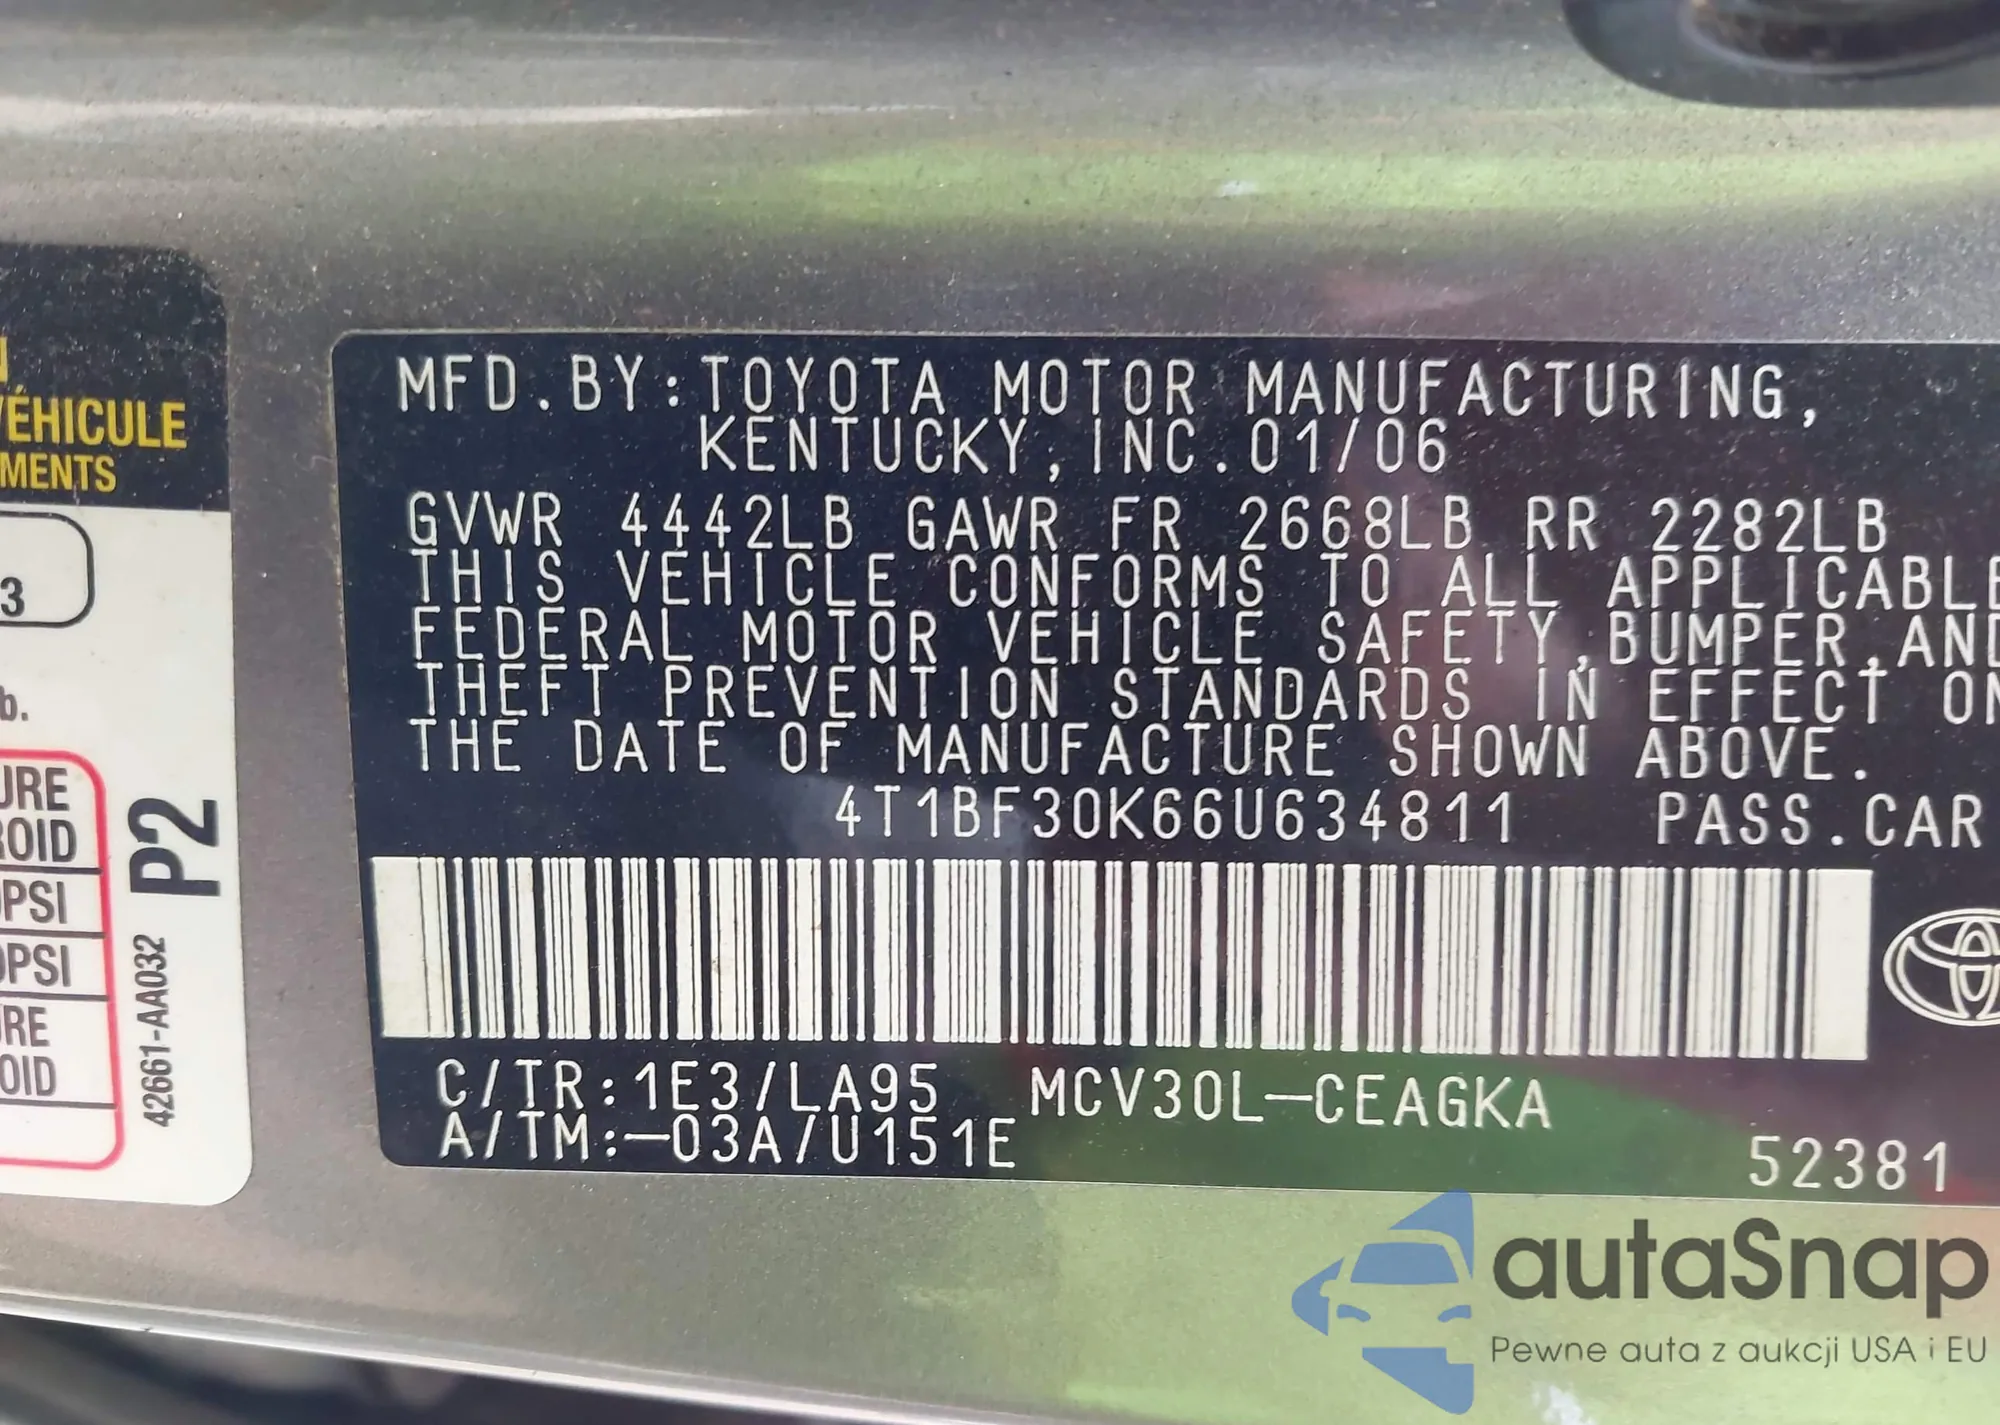 N
VÉHICULE
MENTS
3
b.
URE
ROID
PSI
PSI
RE
OID
P2
42661-AA032
MFD.BY:TOYOTA MOTOR MANUFACTURING,
KENTUCKY,INC.01/06
GVWR 4442LB GAWR FR 2668LB RR 2282LB
THIS VEHICLE CONFORMS TO ALL APPLICABLE
FEDERAL MOTOR VEHICLE SAFETY,BUMPER,AND
THEFT PREVENTION STANDARDS IN EFFECT ON
THE DATE OF MANUFACTURE SHOWN ABOVE.
4T1BF30K66U634811 PASS.CAR
C/TR:1E3/LA95 MCV30L-CEAGKA
A/TM:-03A/U151E
52381
autaSnap
Pewne auta z aukcji USA i EU